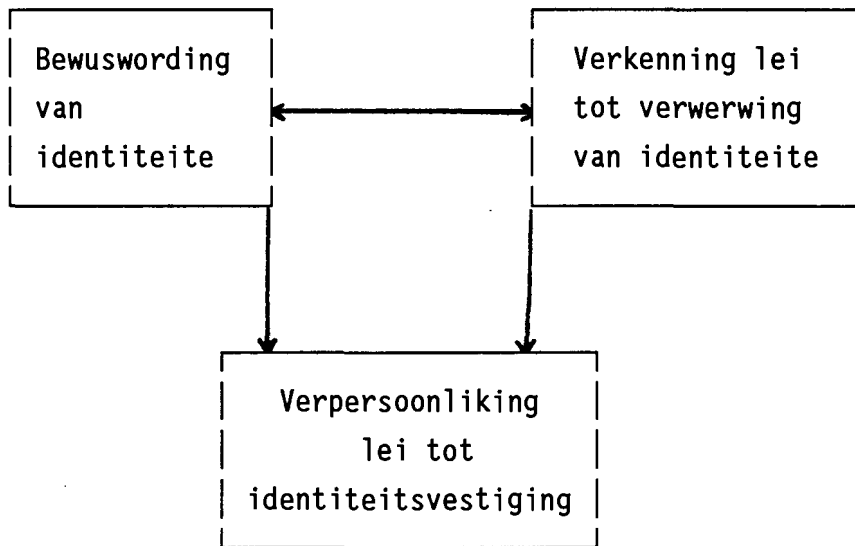 Bewuswording
van
identiteite
Verkenning lei
tot verwerwing
van identiteite
Verpersoonliking
lei tot
identiteitsvestiging